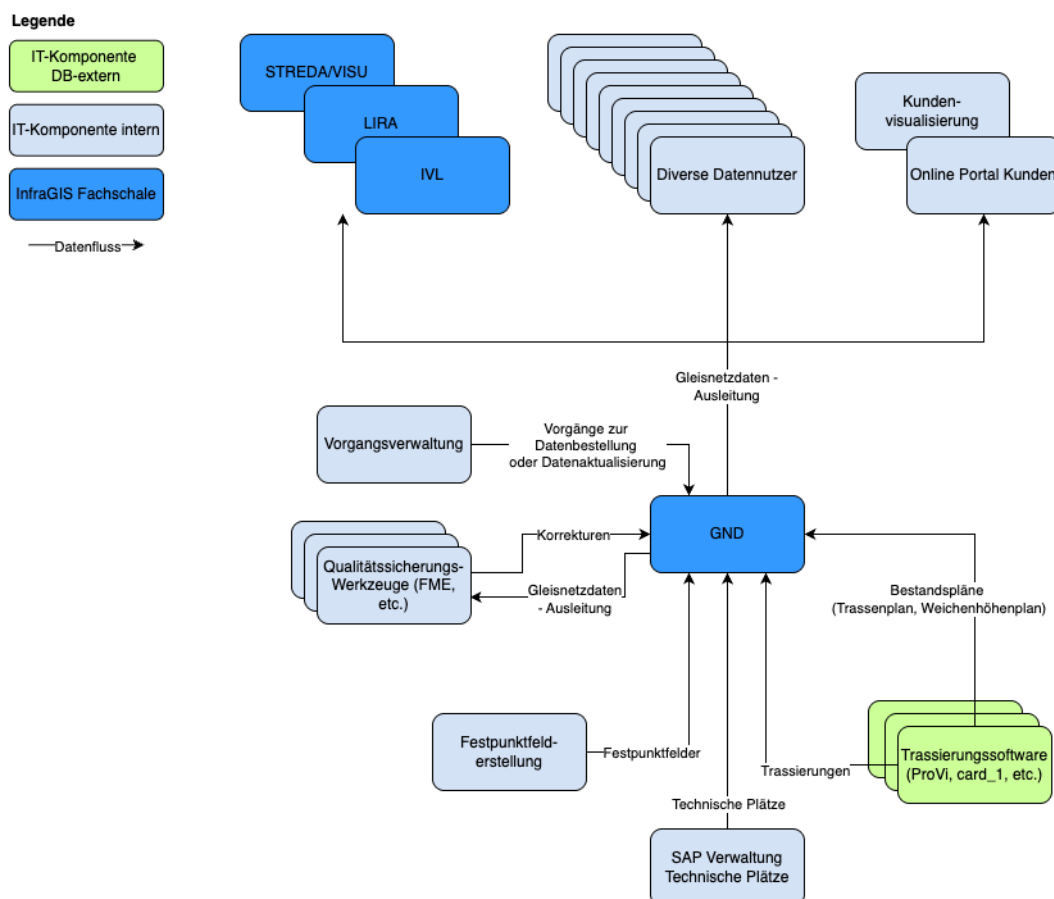 Legende
IT-Komponente
DB-extern
IT-Komponente intern
InfraGIS Fachschale
Datenfluss
STREDA/VISU
LIRA
IVL
Diverse Datennutzer
Kunden-
visualisierung
Online Portal Kunden
Gleisnetzdaten -
Ausleitung
Vorgangsverwaltung
Vorgänge zur
Datenbestellung
oder Datenaktualisierung
GND
Qualitätssicherungs-
Werkzeuge (FME,
etc.)
Korrekturen
Gleisnetzdaten
- Ausleitung
Bestandspläne
(Trassenplan, Weichenhöhenplan)
Festpunktfeld-
erstellung
Festpunktfelder
Trassierungen
Trassierungssoftware
(ProVi, card_1, etc.)
Technische Plätze
SAP Verwaltung
Technische Plätze